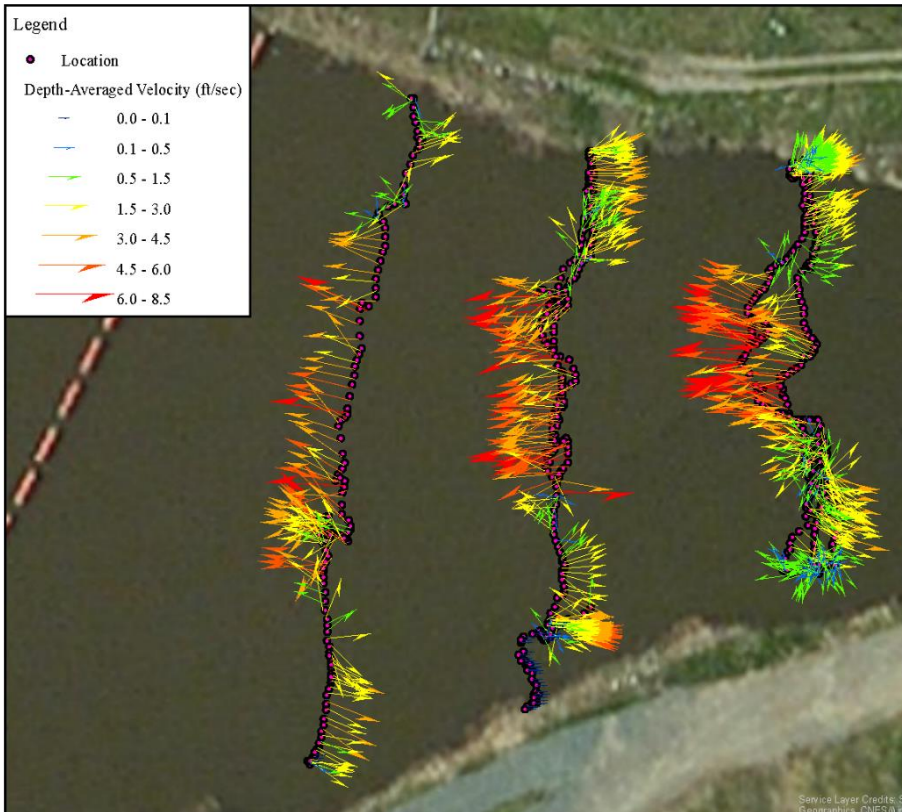 Legend
Location
Depth-Averaged Velocity (ft/sec)
0.0 - 0.1
0.1 - 0.5
0.5 - 1.5
1.5 - 3.0
3.0 - 4.5
4.5 - 6.0
6.0 - 8.5
Service Layer Credits:
Geographics, CNES/A